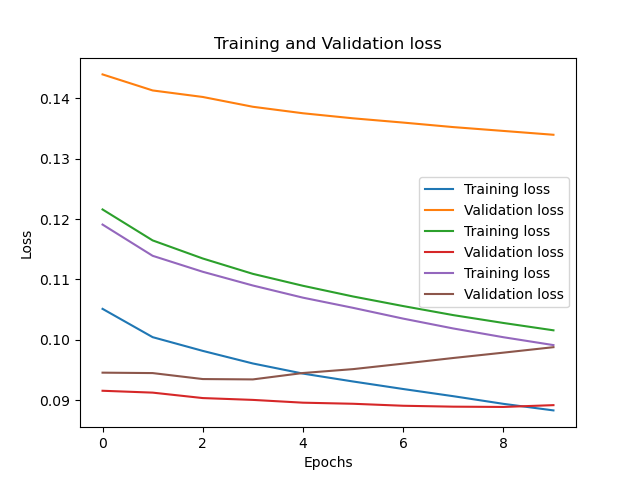 Training and Validation loss
0.14
0.13
0.12
0.11
0.10
0.09
Loss
Training loss
Validation loss
Training loss
Validation loss
Training loss
Validation loss
0 2 4 6 8
Epochs